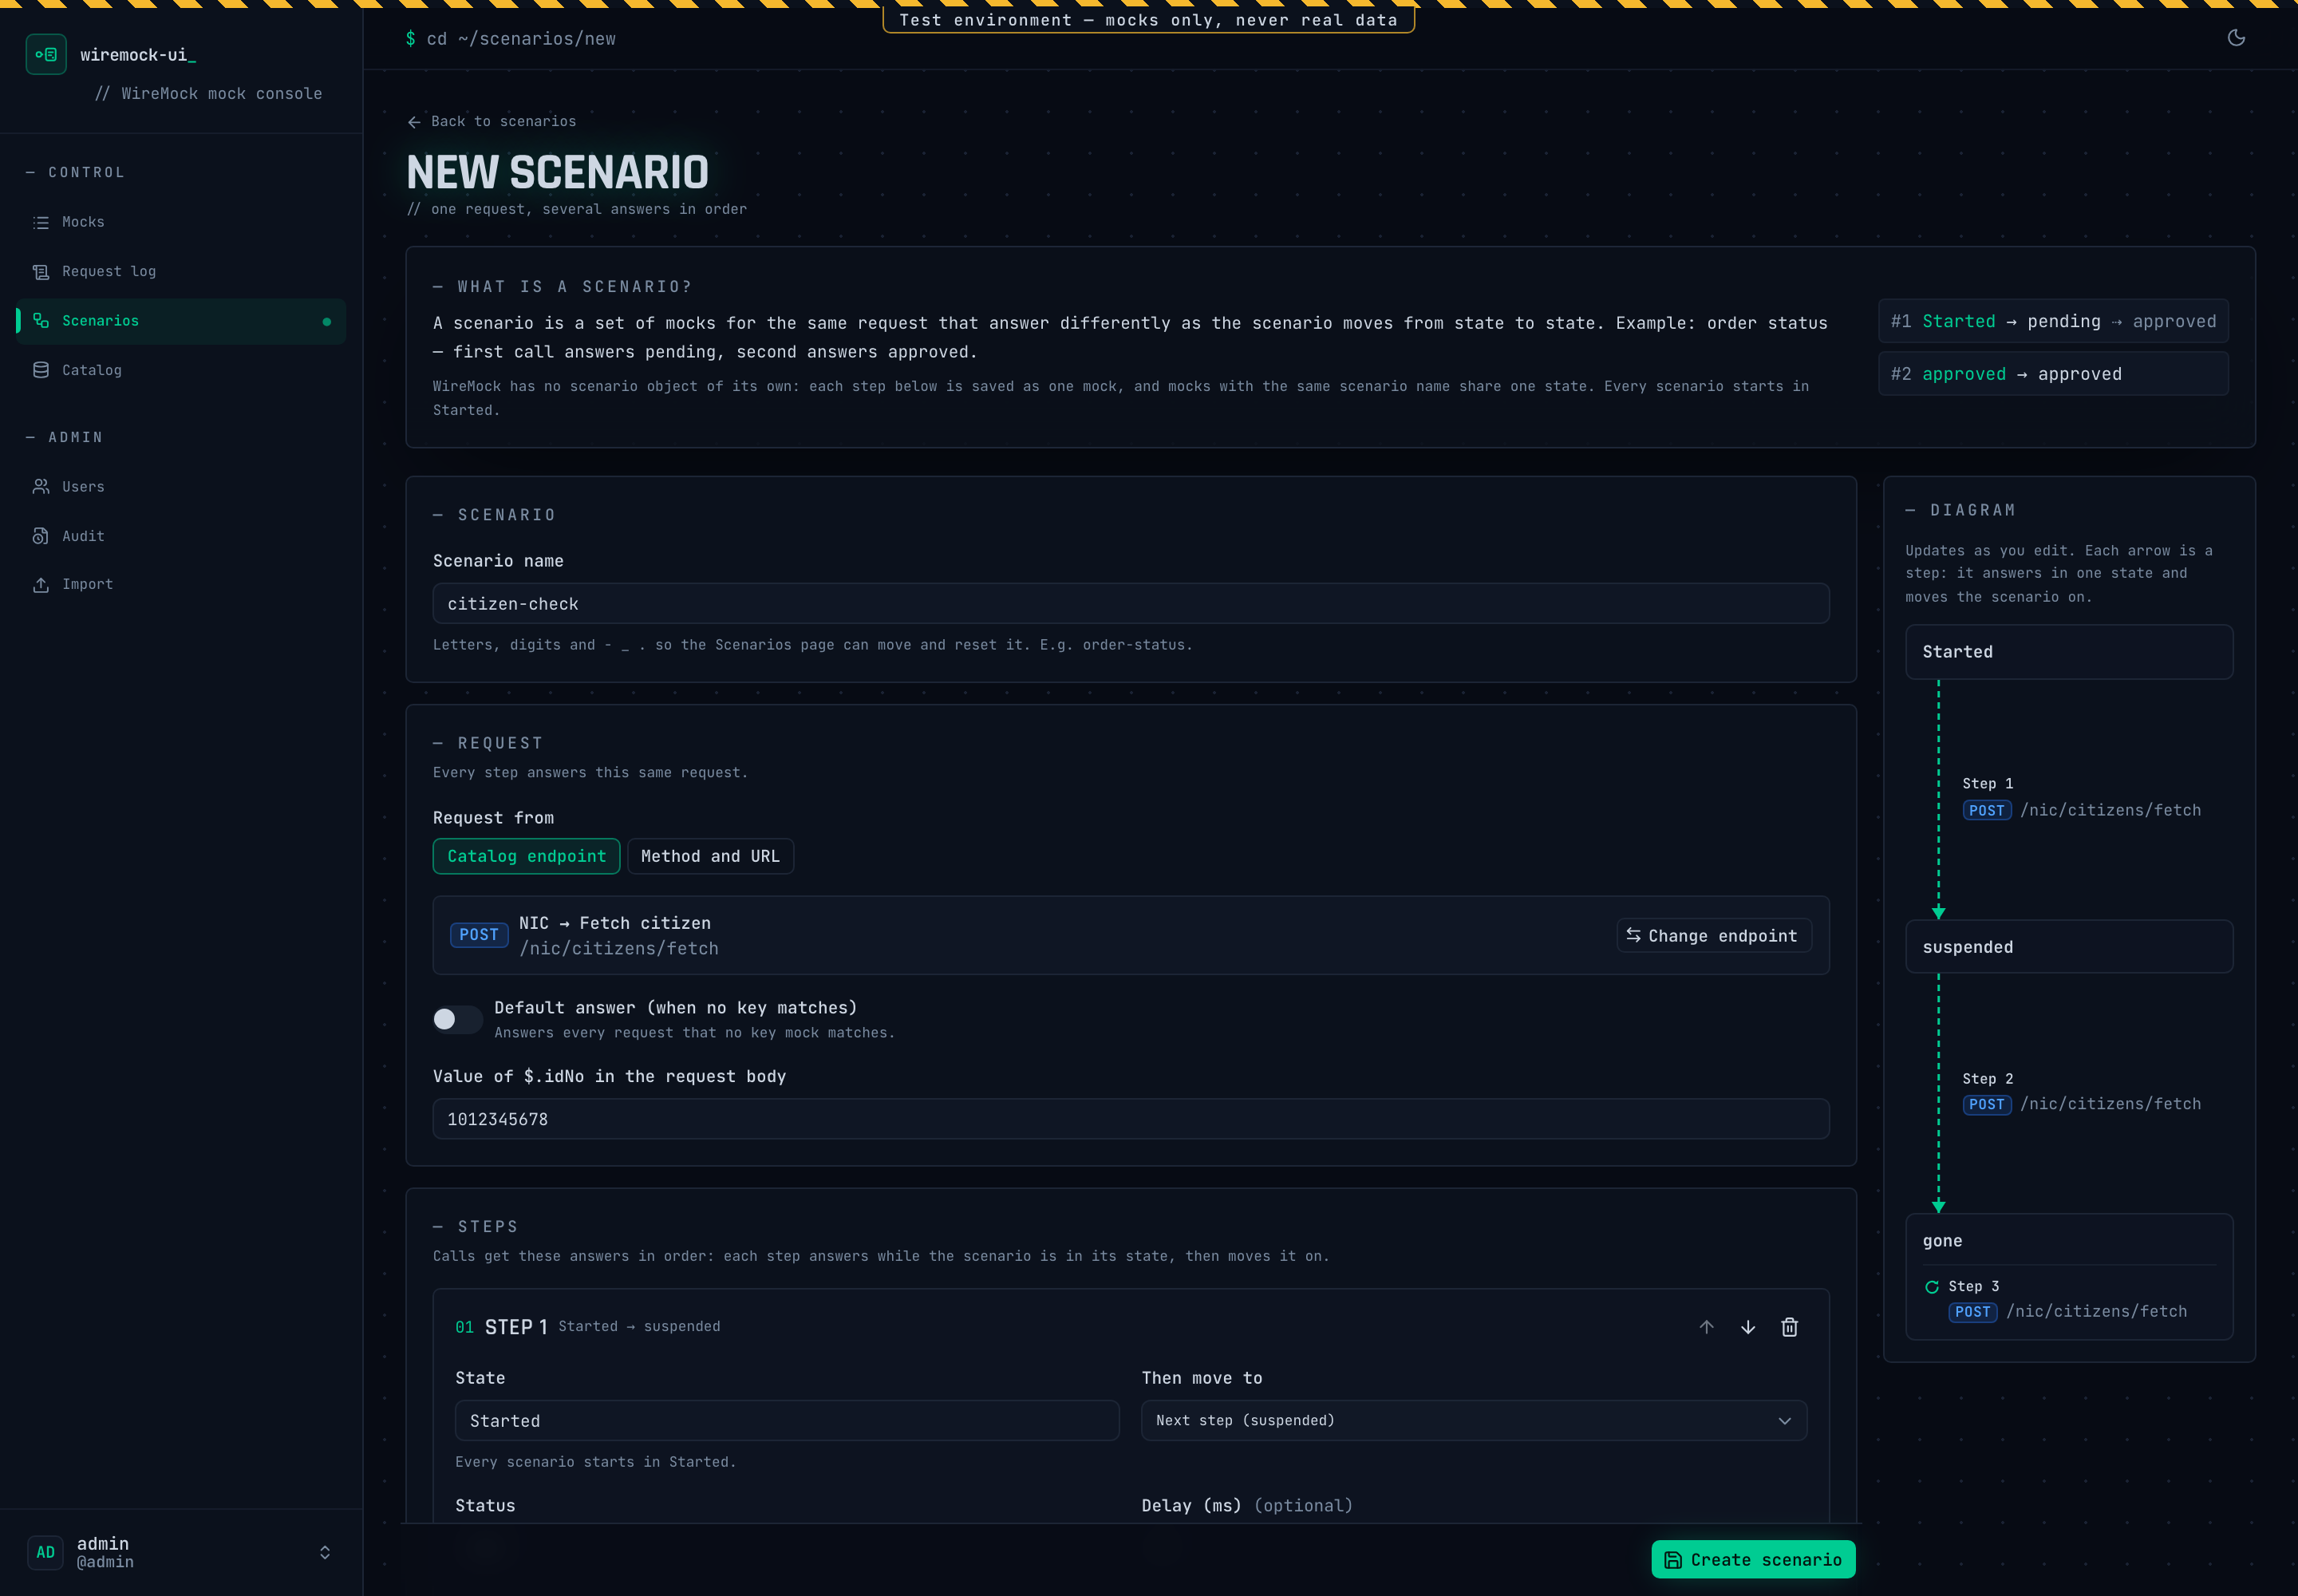 Test environment — mocks only, never real data
wiremock-ui_
// WireMock mock console
$ cd ~/scenarios/new
— CONTROL
Mocks
Request log
Scenarios
Catalog
— ADMIN
Users
Audit
Import
AD
admin
@admin
← Back to scenarios
NEW SCENARIO
// one request, several answers in order
— WHAT IS A SCENARIO?
A scenario is a set of mocks for the same request that answer differently as the scenario moves from state to state. Example: order status
— first call answers pending, second answers approved.
WireMock has no scenario object of its own: each step below is saved as one mock, and mocks with the same scenario name share one state. Every scenario starts in
Started.
#1 Started → pending ⇢ approved
#2 approved → approved
— SCENARIO
Scenario name
citizen-check
Letters, digits and - _ . so the Scenarios page can move and reset it. E.g. order-status.
— REQUEST
Every step answers this same request.
Request from
Catalog endpoint
Method and URL
POST
NIC → Fetch citizen
/nic/citizens/fetch
Change endpoint
Default answer (when no key matches)
Answers every request that no key mock matches.
Value of $.idNo in the request body
1012345678
— STEPS
Calls get these answers in order: each step answers while the scenario is in its state, then moves it on.
01 STEP 1 Started → suspended
State
Then move to
Started
Next step (suspended)
Every scenario starts in Started.
Status
Delay (ms) (optional)
Create scenario
— DIAGRAM
Updates as you edit. Each arrow is a
step: it answers in one state and
moves the scenario on.
Started
Step 1
POST /nic/citizens/fetch
suspended
Step 2
POST /nic/citizens/fetch
gone
Step 3
POST /nic/citizens/fetch